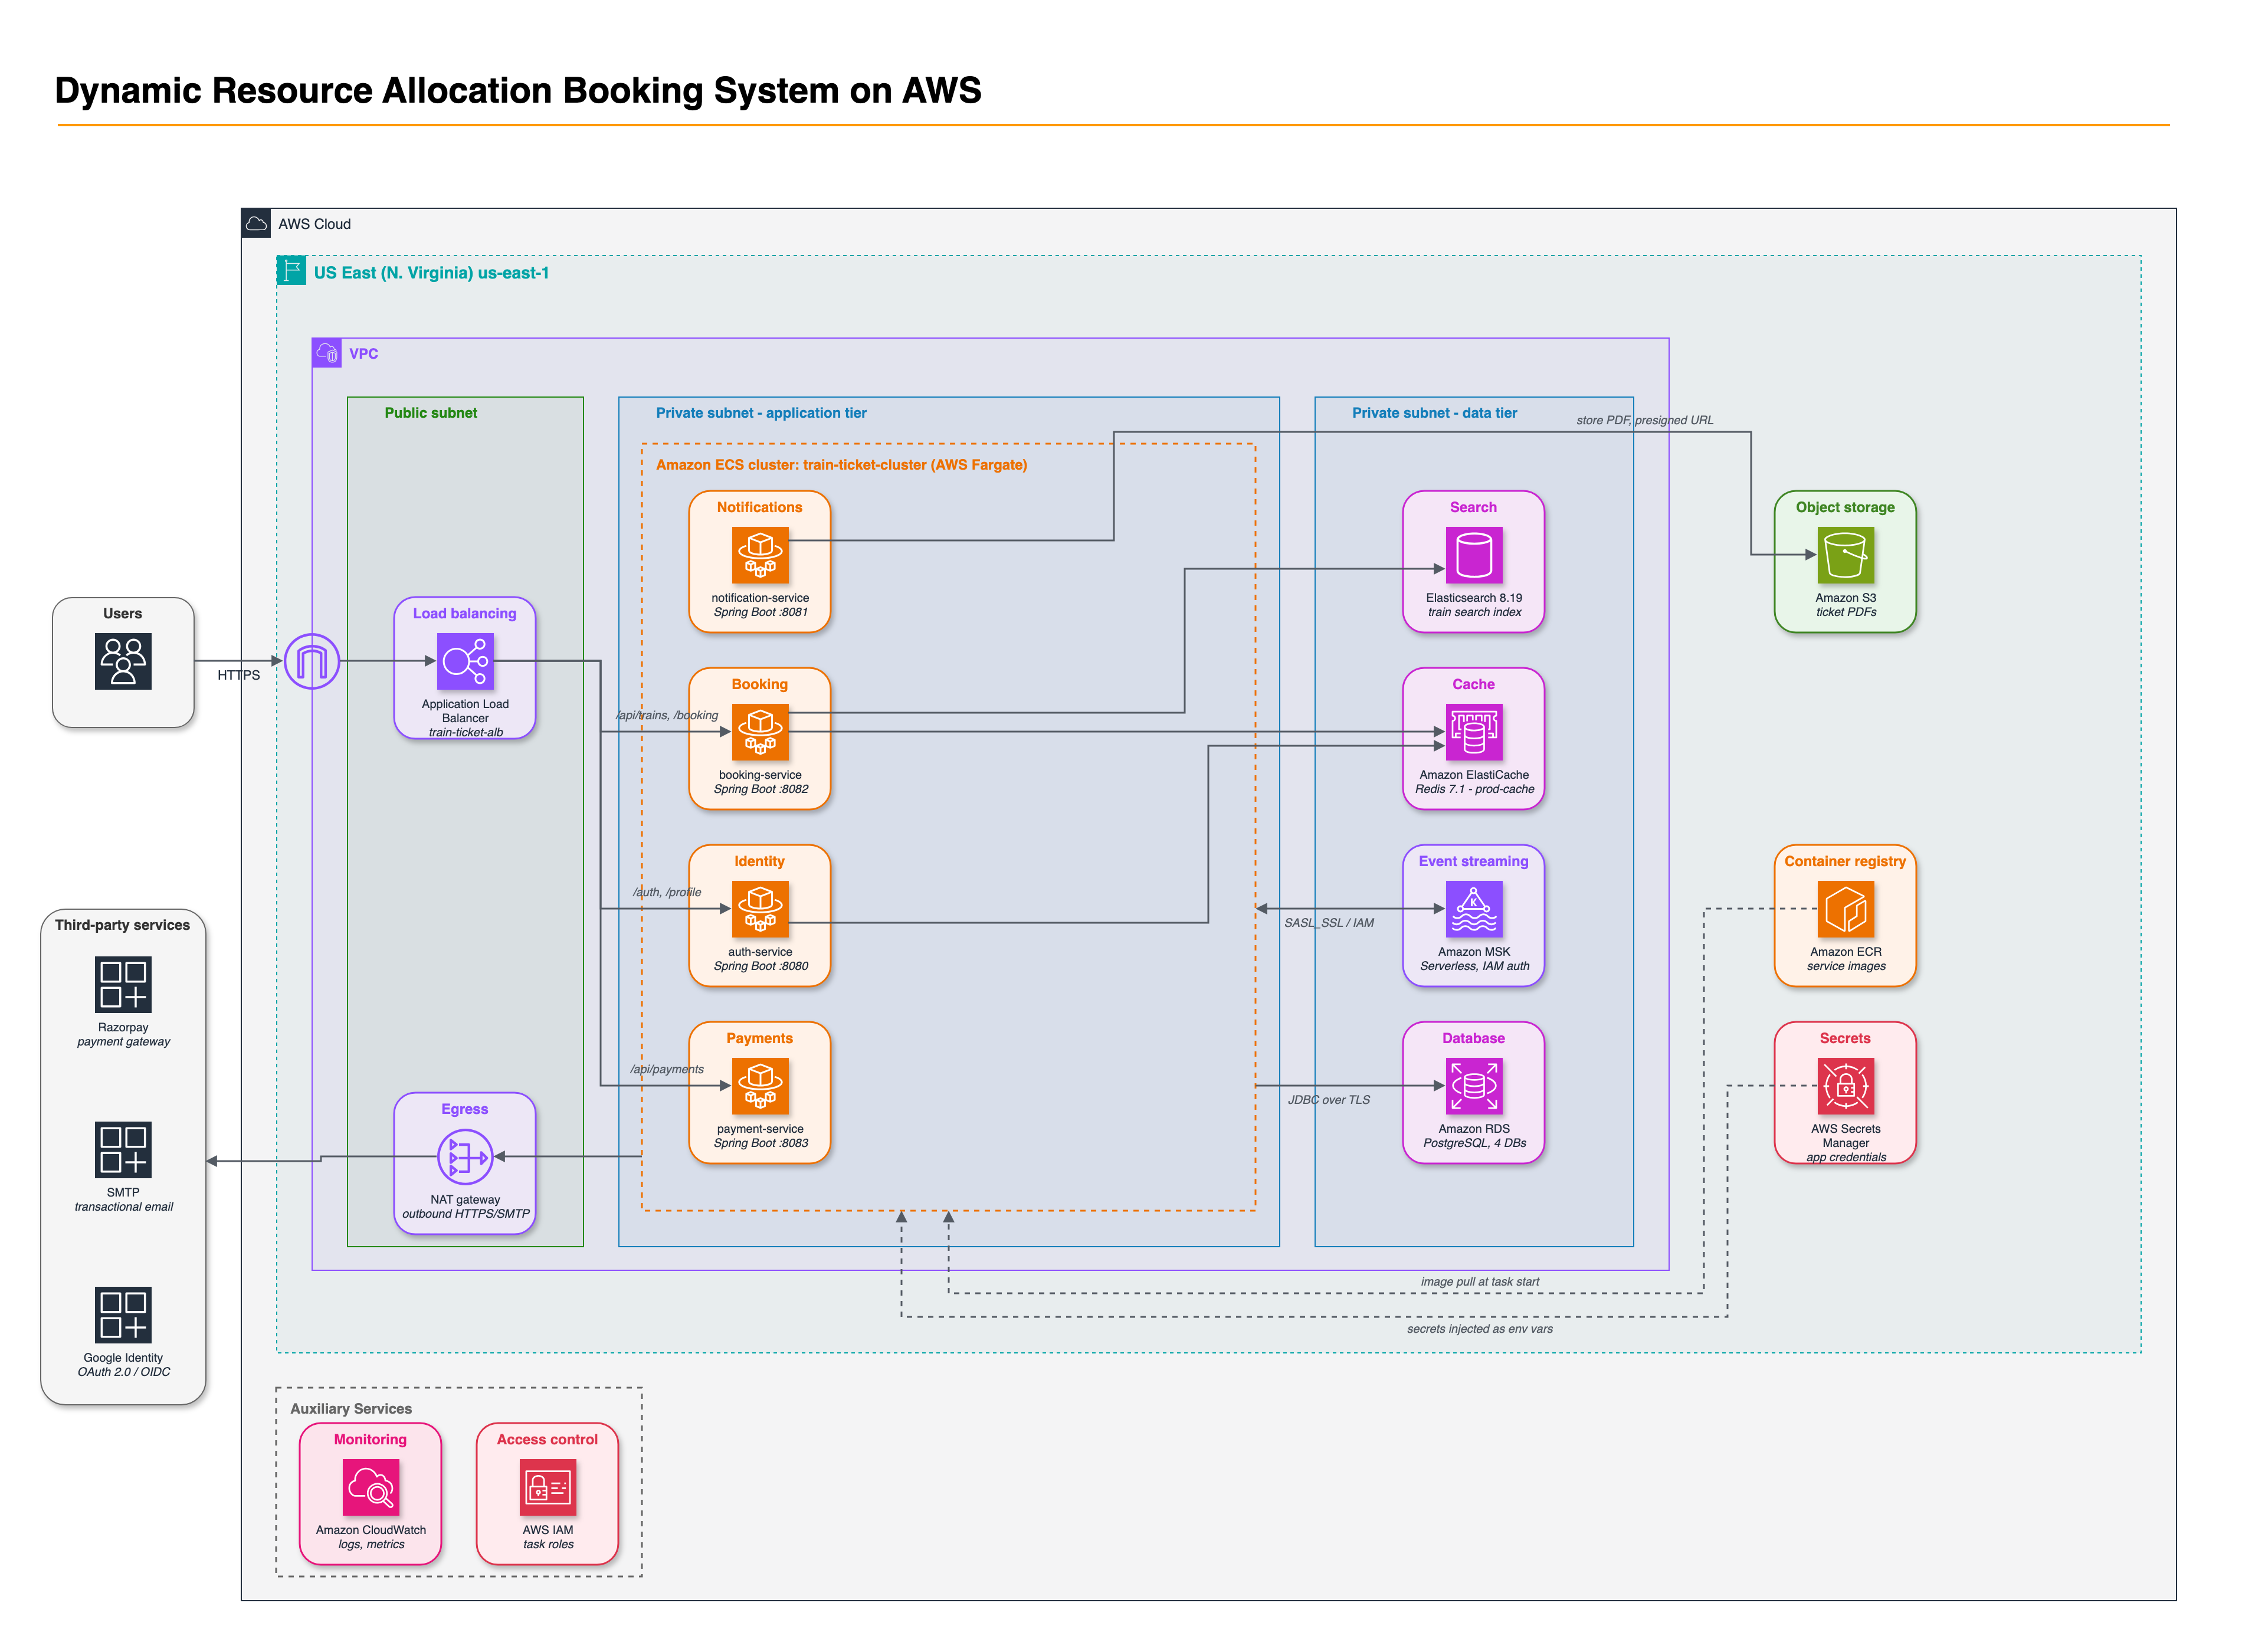 Dynamic Resource Allocation Booking System on AWS
AWS Cloud
US East (N. Virginia) us-east-1
VPC
Public subnet
Private subnet - application tier
Private subnet - data tier
store PDF, presigned URL
Amazon ECS cluster: train-ticket-cluster (AWS Fargate)
Notifications
notification-service
Spring Boot :8081
Search
Elasticsearch 8.19
train search index
Object storage
Amazon S3
ticket PDFs
Users
HTTPS
Load balancing
Application Load
Balancer
train-ticket-alb
/api/trains, /booking
Booking
booking-service
Spring Boot :8082
Cache
Amazon ElastiCache
Redis 7.1 - prod-cache
/auth, /profile
Identity
auth-service
Spring Boot :8080
SASL_SSL / IAM
Event streaming
K
Amazon MSK
Serverless, IAM auth
Container registry
Amazon ECR
service images
Third-party services
Razorpay
payment gateway
SMTP
transactional email
Google Identity
OAuth 2.0 / OIDC
Egress
NAT gateway
outbound HTTPS/SMTP
/api/payments
Payments
payment-service
Spring Boot :8083
JDBC over TLS
Database
Amazon RDS
PostgreSQL, 4 DBs
Secrets
AWS Secrets
Manager
app credentials
image pull at task start
secrets injected as env vars
Auxiliary Services
Monitoring
Amazon CloudWatch
logs, metrics
Access control
AWS IAM
task roles